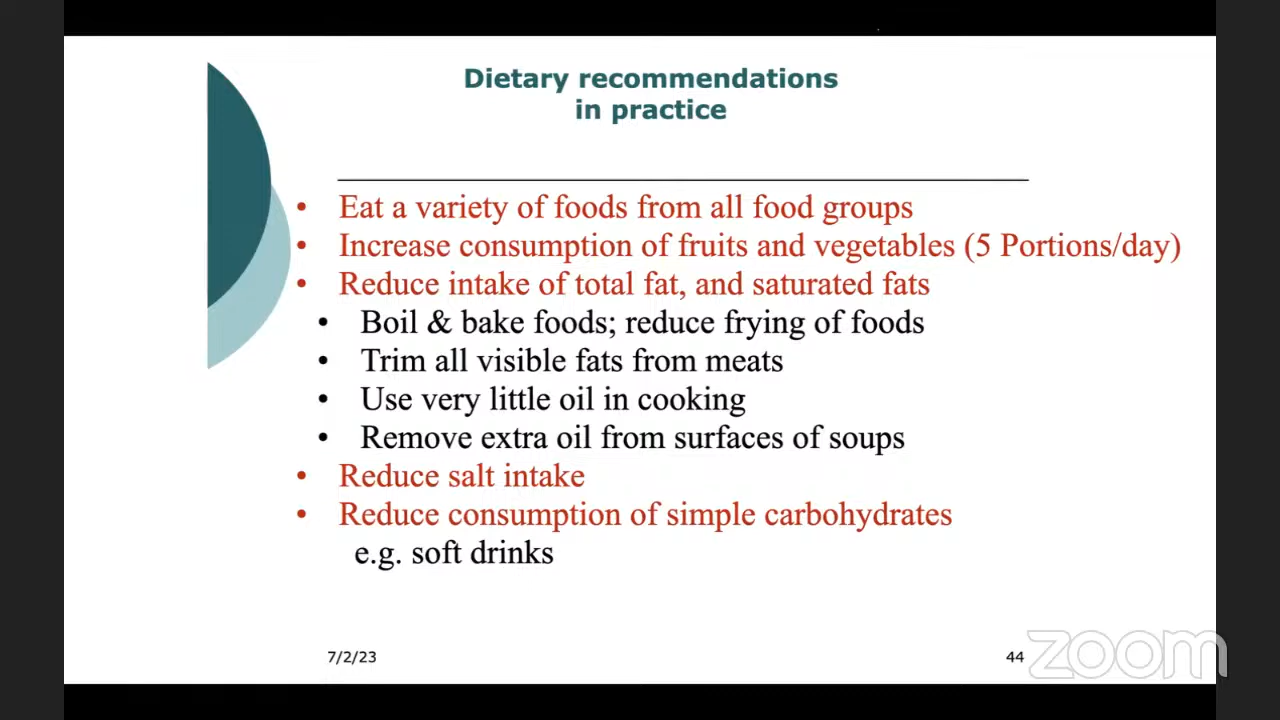 Dietary recommendations
in practice
• Eat a variety of foods from all food groups
• Increase consumption of fruits and vegetables (5 Portions/day)
• Reduce intake of total fat, and saturated fats
• Boil & bake foods; reduce frying of foods
• Trim all visible fats from meats
• Use very little oil in cooking
• Remove extra oil from surfaces of soups
• Reduce salt intake
• Reduce consumption of simple carbohydrates
e.g. soft drinks
7/2/23
44
zoom